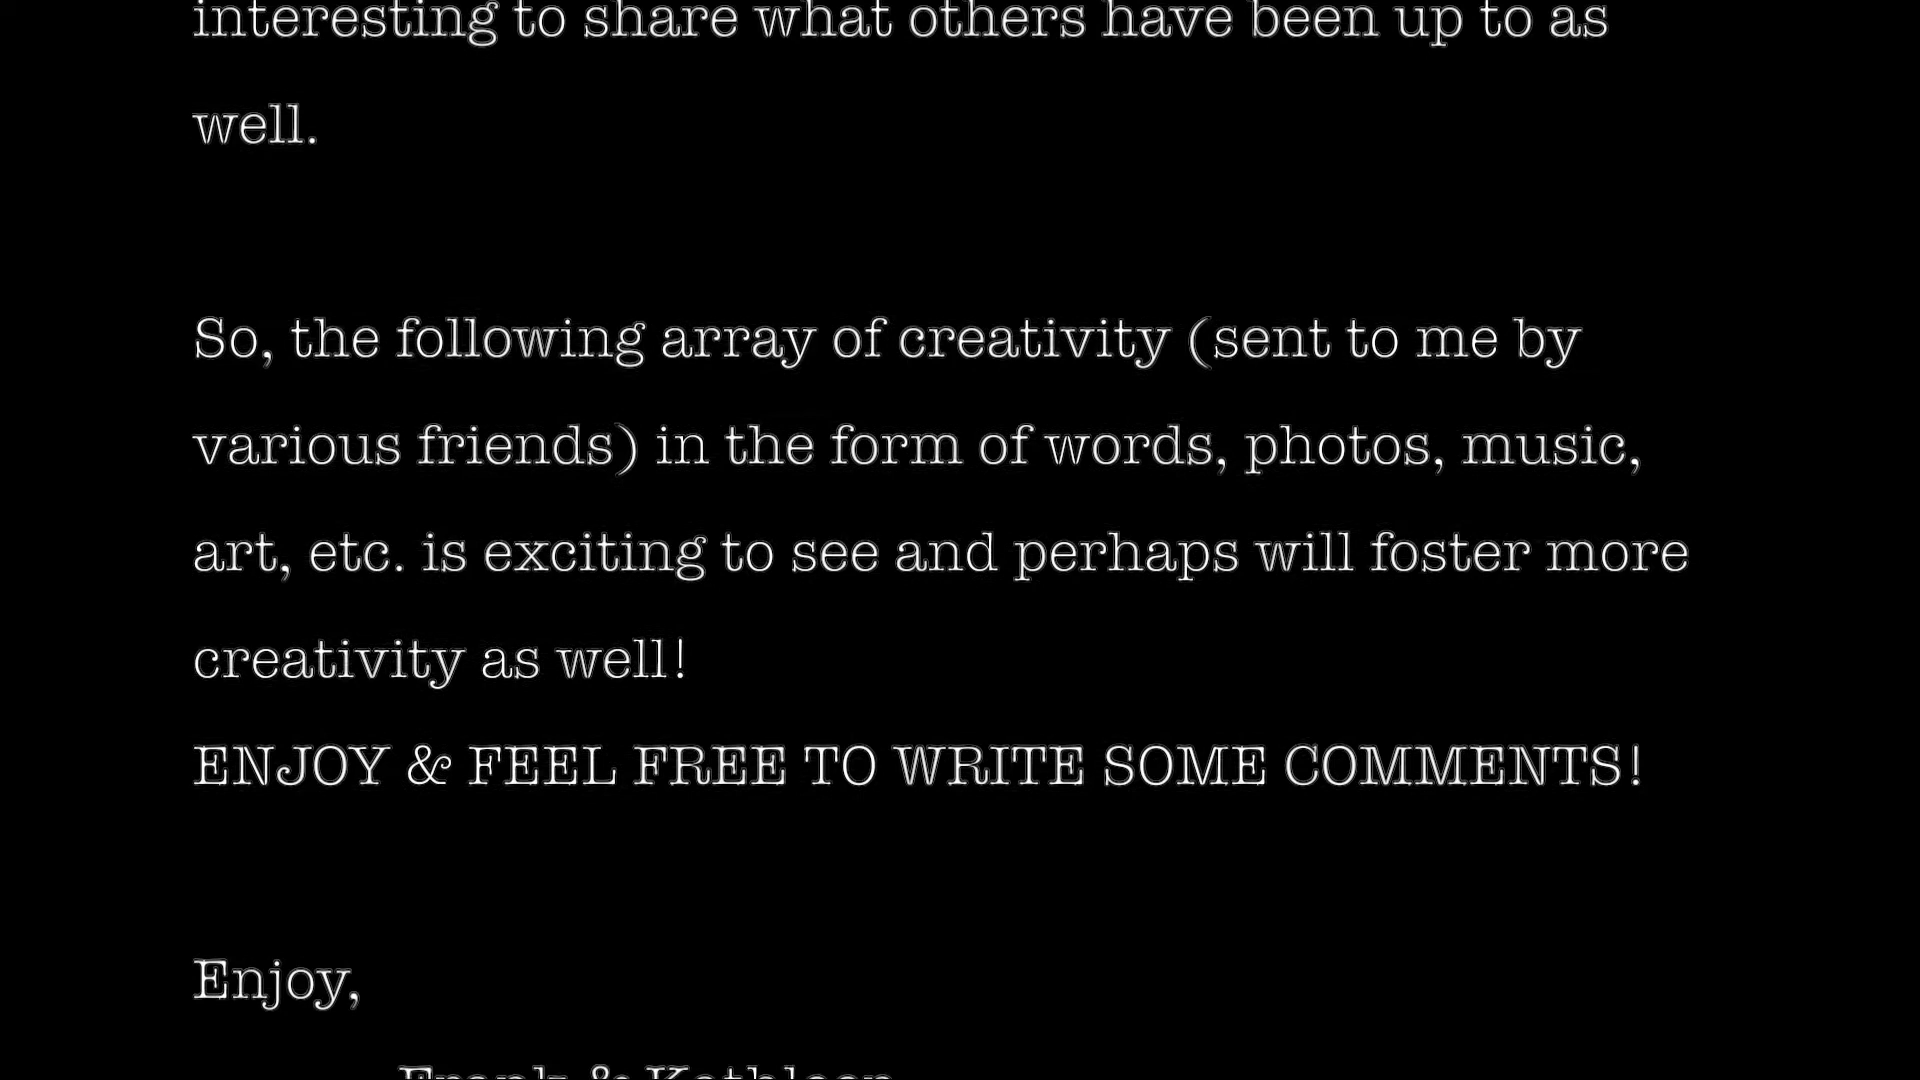 interesting to share what others have been up to as
well.
So, the following array of creativity (sent to me by
various friends) in the form of words, photos, music,
art, etc. is exciting to see and perhaps will foster more
creativity as well!
ENJOY & FEEL FREE TO WRITE SOME COMMENTS!
Enjoy,
Frank & Kathleen